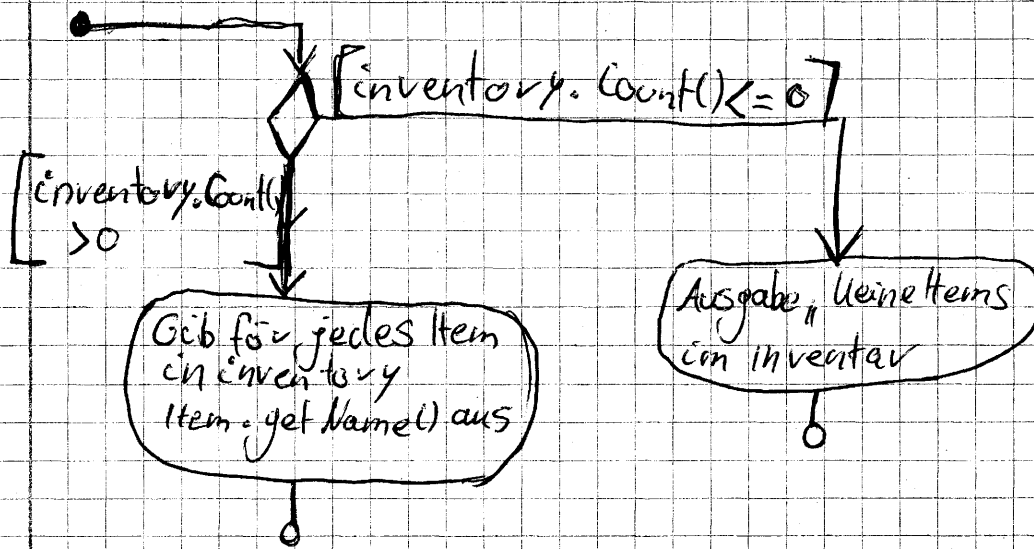 [inventory.Count()<=0]
[inventory.Count()
>0]
Gib für jedes Item
in inventory
Item.getName() aus
Ausgabe „Keine Items
im inventar